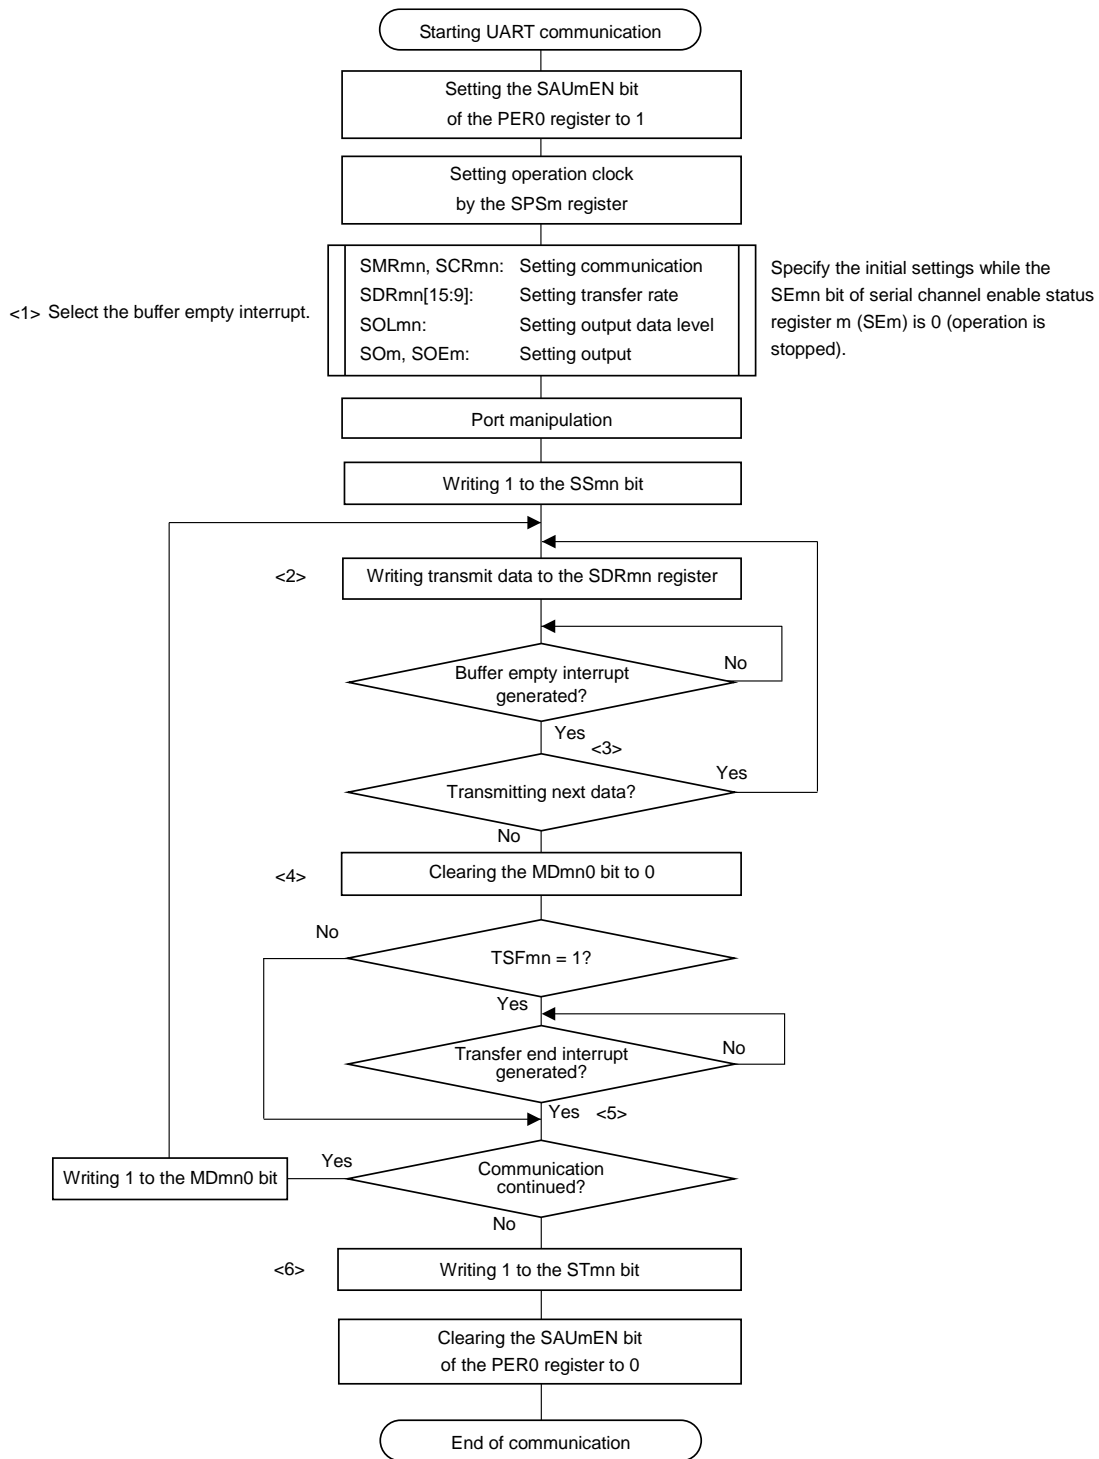 Starting UART communication
Setting the SAUmEN bit
of the PER0 register to 1
Setting operation clock
by the SPSm register
<1> Select the buffer empty interrupt.
SMRmn, SCRmn: Setting communication
SDRmn[15:9]: Setting transfer rate
SOLmn: Setting output data level
SOm, SOEm: Setting output
Specify the initial settings while the
SEmn bit of serial channel enable status
register m (SEm) is 0 (operation is
stopped).
Port manipulation
Writing 1 to the SSmn bit
<2>
Writing transmit data to the SDRmn register
Buffer empty interrupt
generated?
No
Yes
<3>
Transmitting next data?
Yes
No
<4>
Clearing the MDmn0 bit to 0
No
TSFmn = 1?
Yes
Transfer end interrupt
generated?
No
Yes
<5>
Writing 1 to the MDmn0 bit
Yes
Communication
continued?
No
<6>
Writing 1 to the STmn bit
Clearing the SAUmEN bit
of the PER0 register to 0
End of communication